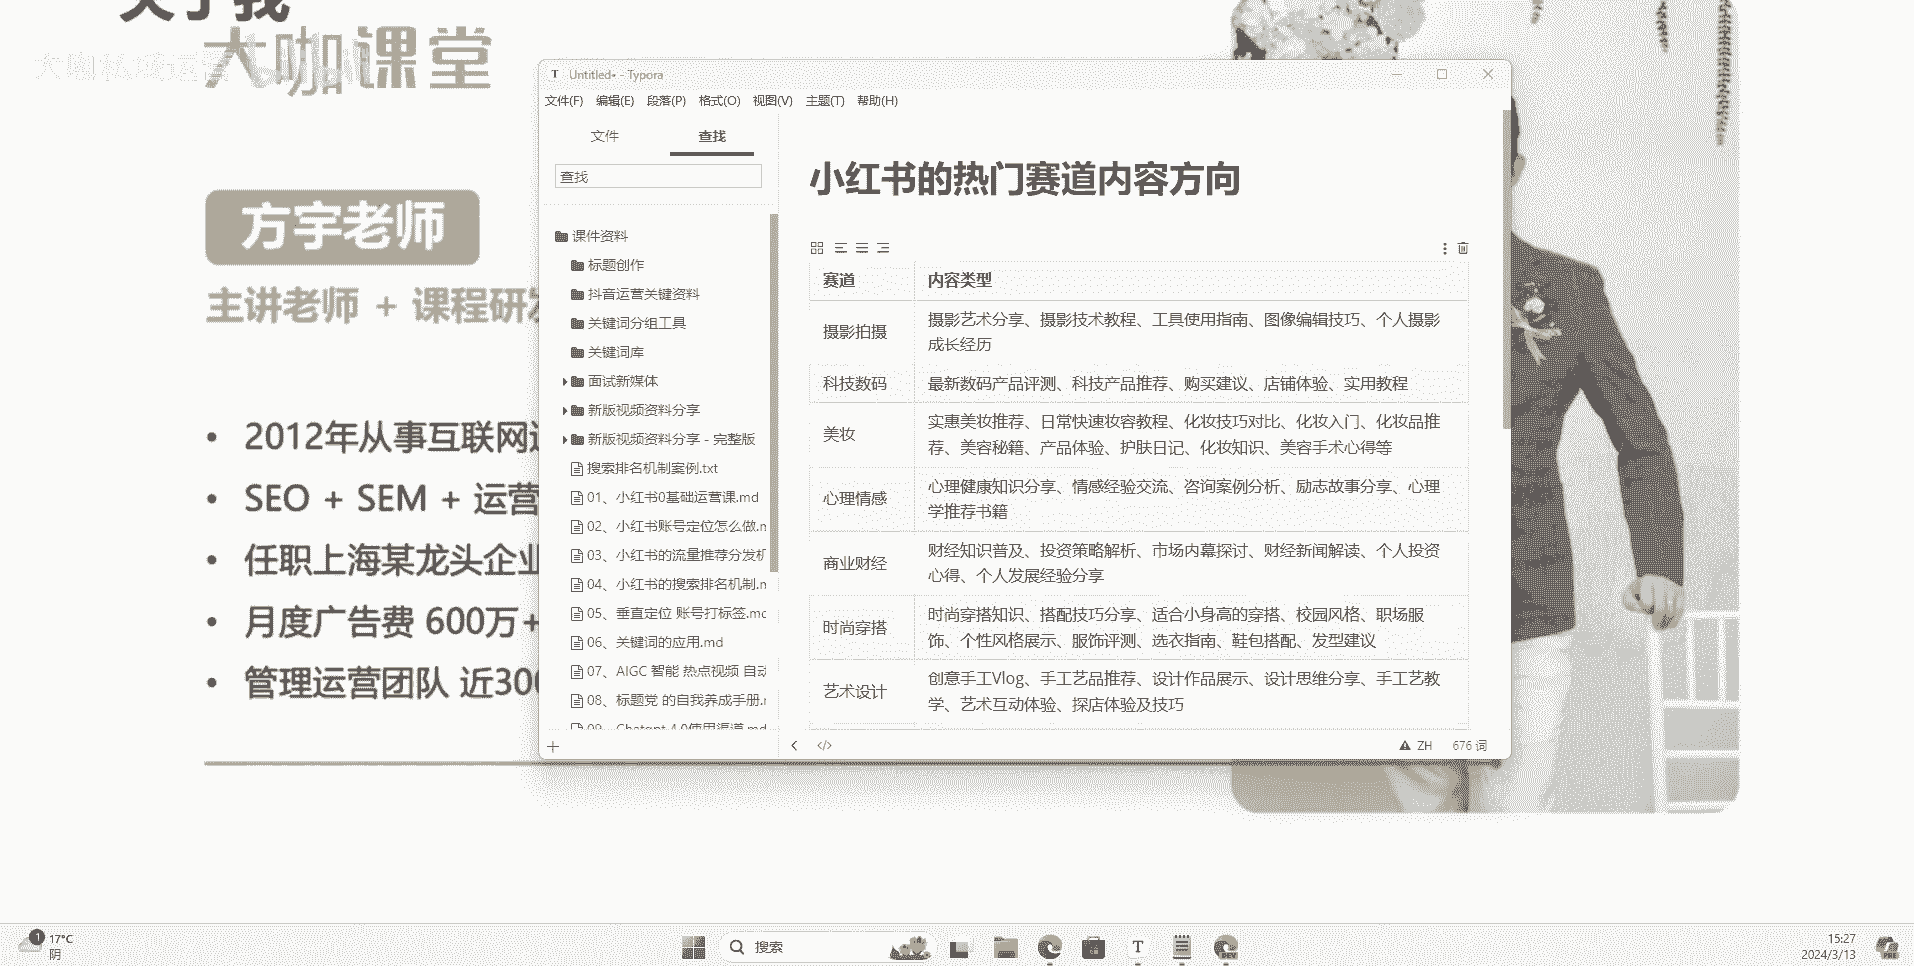 关于我
大咖课堂
大咖私域运营
方宇老师
主讲老师 + 课程研发
2012年从事互联网运
SEO + SEM + 运营
任职上海某龙头企业
月度广告费 600万+
管理运营团队 近300
Untitled• - Typora
文件(F) 编辑(E) 段落(P) 格式(O) 视图(V) 主题(T) 帮助(H)
文件 查找
查找
课件资料
标题创作
抖音运营关键资料
关键词分组工具
关键词库
面试新媒体
新版视频资料分享
新版视频资料分享 - 完整版
搜索排名机制案例.txt
01、小红书0基础运营课.md
02、小红书账号定位怎么做.m
03、小红书的流量推荐分发机
04、小红书的搜索排名机制.m
05、垂直定位 账号打标签.mc
06、关键词的应用.md
07、AIGC 智能 热点视频 自动
08、标题党 的自我养成手册.r
09、Chatgpt 4.0使用渠道.md
小红书的热门赛道内容方向
赛道 内容类型
摄影拍摄 摄影艺术分享、摄影技术教程、工具使用指南、图像编辑技巧、个人摄影
成长经历
科技数码 最新数码产品评测、科技产品推荐、购买建议、店铺体验、实用教程
美妆 实惠美妆推荐、日常快速妆容教程、化妆技巧对比、化妆入门、化妆品推
荐、美容秘籍、产品体验、护肤日记、化妆知识、美容手术心得等
心理情感 心理健康知识分享、情感经验交流、咨询案例分析、励志故事分享、心理
学推荐书籍
商业财经 财经知识普及、投资策略解析、市场内幕探讨、财经新闻解读、个人投资
心得、个人发展经验分享
时尚穿搭 时尚穿搭知识、搭配技巧分享、适合小身高的穿搭、校园风格、职场服
饰、个性风格展示、服饰评测、选衣指南、鞋包搭配、发型建议
艺术设计 创意手工Vlog、手工艺品推荐、设计作品展示、设计思维分享、手工艺教
学、艺术互动体验、探店体验及技巧
ZH 676 词
1
17°C
阴
搜索
T
DEV
15:27
2024/3/13
PRE